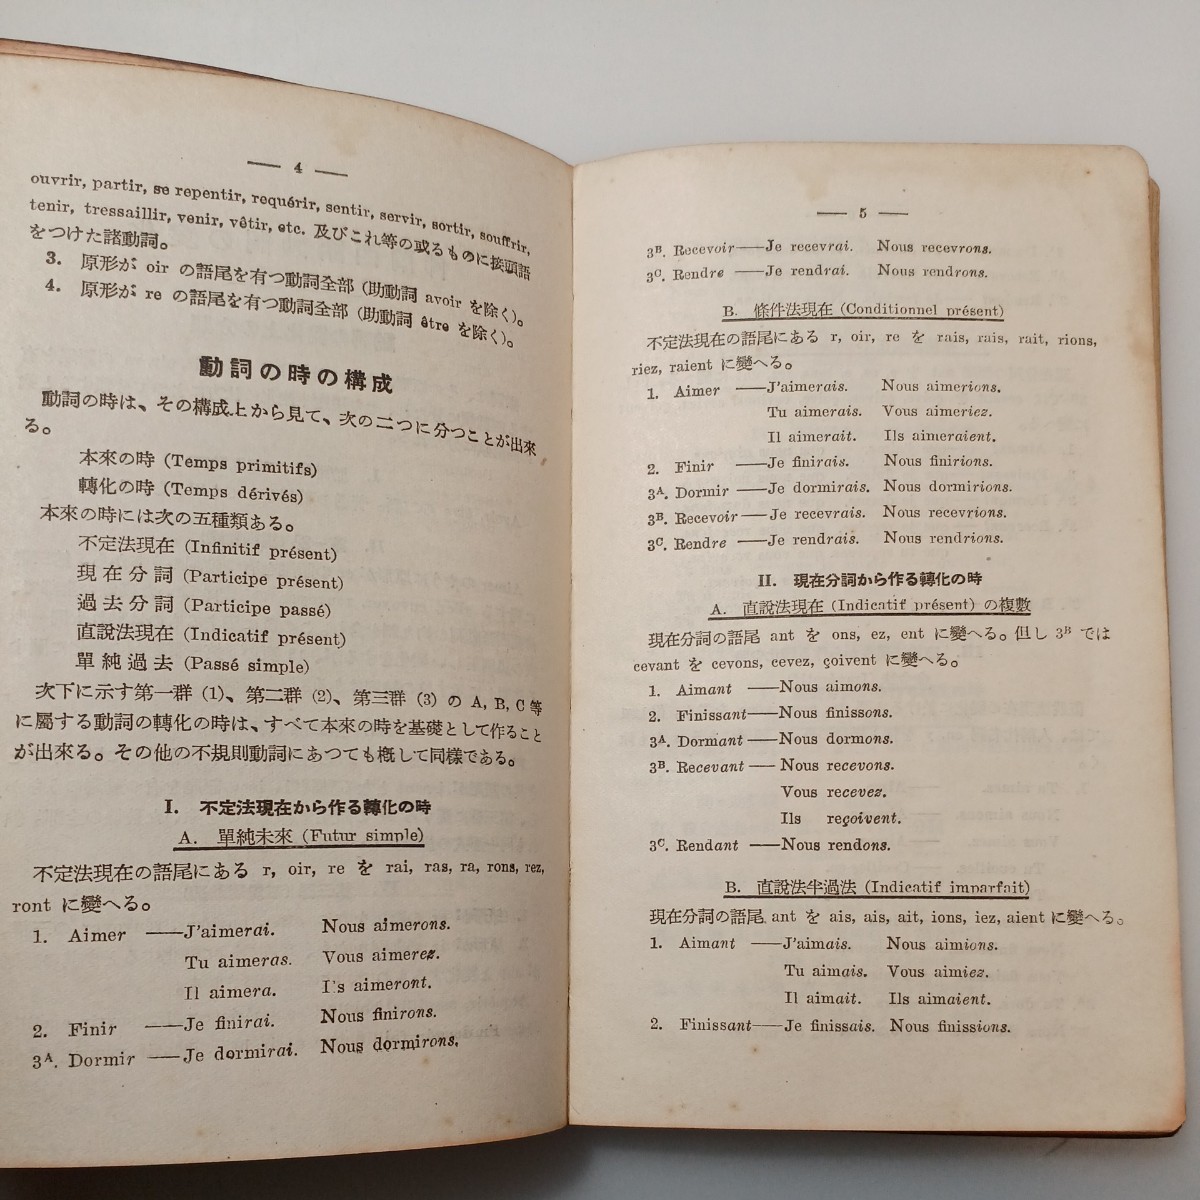 — 4 —
ouvrir, partir, se repentir, requérir, sentir, servir, sortir, souffrir,
tenir, tressaillir, venir, vêtir, etc. 及びこれ等の或るものに接頭語
をつけた諸動詞。
3. 原形が oir の語尾を有つ動詞全部 (助動詞 avoir を除く)。
4. 原形が re の語尾を有つ動詞全部 (助動詞 être を除く)。
動詞の時の構成
動詞の時は、その構成上から見て、次の二つに分つことが出來
る。
本來の時 (Temps primitifs)
轉化の時 (Temps dérivés)
本來の時には次の五種類ある。
不定法現在 (Infinitif présent)
現在分詞 (Participe présent)
過去分詞 (Participe passé)
直説法現在 (Indicatif présent)
單純過去 (Passé simple)
次下に示す第一群 (1)、第二群 (2)、第三群 (3) の A, B, C 等
に屬する動詞の轉化の時は、すべて本來の時を基礎として作ること
が出來る。その他の不規則動詞にあつても概して同樣である。
I. 不定法現在から作る轉化の時
A. 單純未來 (Futur simple)
不定法現在の語尾にある r, oir, re を rai, ras, ra, rons, rez,
ront に變へる。
1. Aimer —J'aimerai. Nous aimerons.
Tu aimeras. Vous aimerez.
Il aimera. I's aimeront.
2. Finir —Je finirai. Nous finirons.
3A. Dormir —Je dormirai. Nous dormirons.
— 5 —
3B. Recevoir—Je recevrai. Nous recevrons.
3C. Rendre —Je rendrai. Nous rendrons.
B. 條件法現在 (Conditionnel présent)
不定法現在の語尾にある r, oir, re を rais, rais, rait, rions,
riez, raient に變へる。
1. Aimer —J'aimerais. Nous aimerions.
Tu aimerais. Vous aimeriez.
Il aimerait. Ils aimeraient.
2. Finir —Je finirais. Nous finirions.
3A. Dormir —Je dormirais. Nous dormirions.
3B. Recevoir—Je recevrais. Nous recevrions.
3C. Rendre —Je rendrais. Nous rendrions.
II. 現在分詞から作る轉化の時
A. 直説法現在 (Indicatif présent) の複數
現在分詞の語尾 ant を ons, ez, ent に變へる。但し 3B では
cevant を cevons, cevez, çoivent に變へる。
1. Aimant —Nous aimons.
2. Finissant—Nous finissons.
3A. Dormant —Nous dormons.
3B. Recevant —Nous recevons.
Vous recevez.
Ils reçoivent.
3C. Rendant —Nous rendons.
B. 直説法半過法 (Indicatif imparfait)
現在分詞の語尾 ant を ais, ais, ait, ions, iez, aient に變へる。
1. Aimant —J'aimais. Nous aimions.
Tu aimais. Vous aimiez.
Il aimait. Ils aimaient.
2. Finissant—Je finissais. Nous finissions.